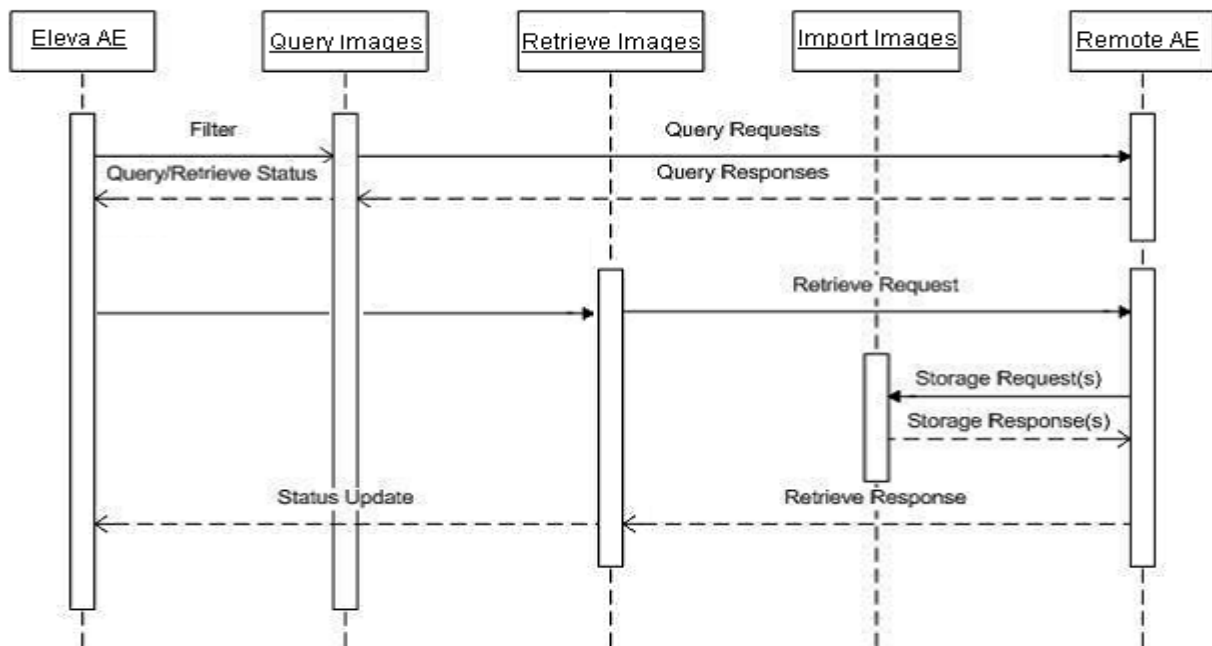 Eleva AE
Query Images
Retrieve Images
Import Images
Remote AE
Filter
Query Requests
Query/Retrieve Status
Query Responses
Retrieve Request
Storage Request(s)
Storage Response(s)
Status Update
Retrieve Response